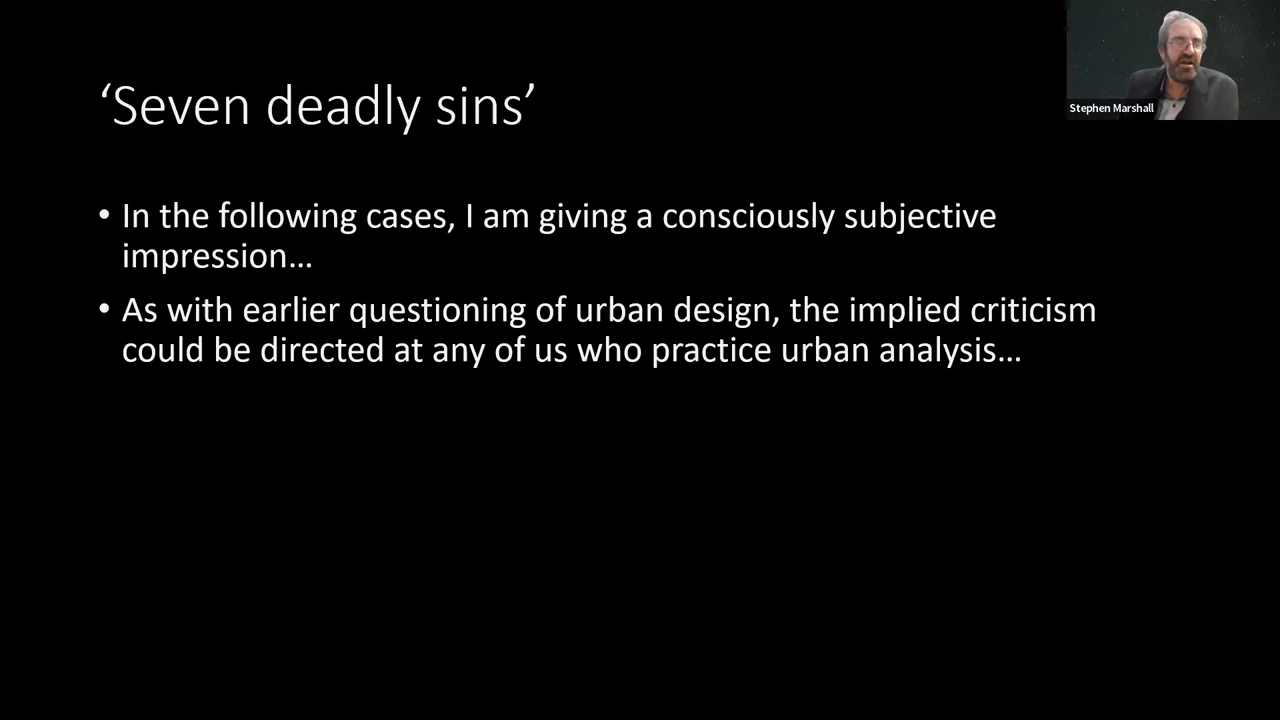 ‘Seven deadly sins’
Stephen Marshall
• In the following cases, I am giving a consciously subjective
impression…
• As with earlier questioning of urban design, the implied criticism
could be directed at any of us who practice urban analysis…